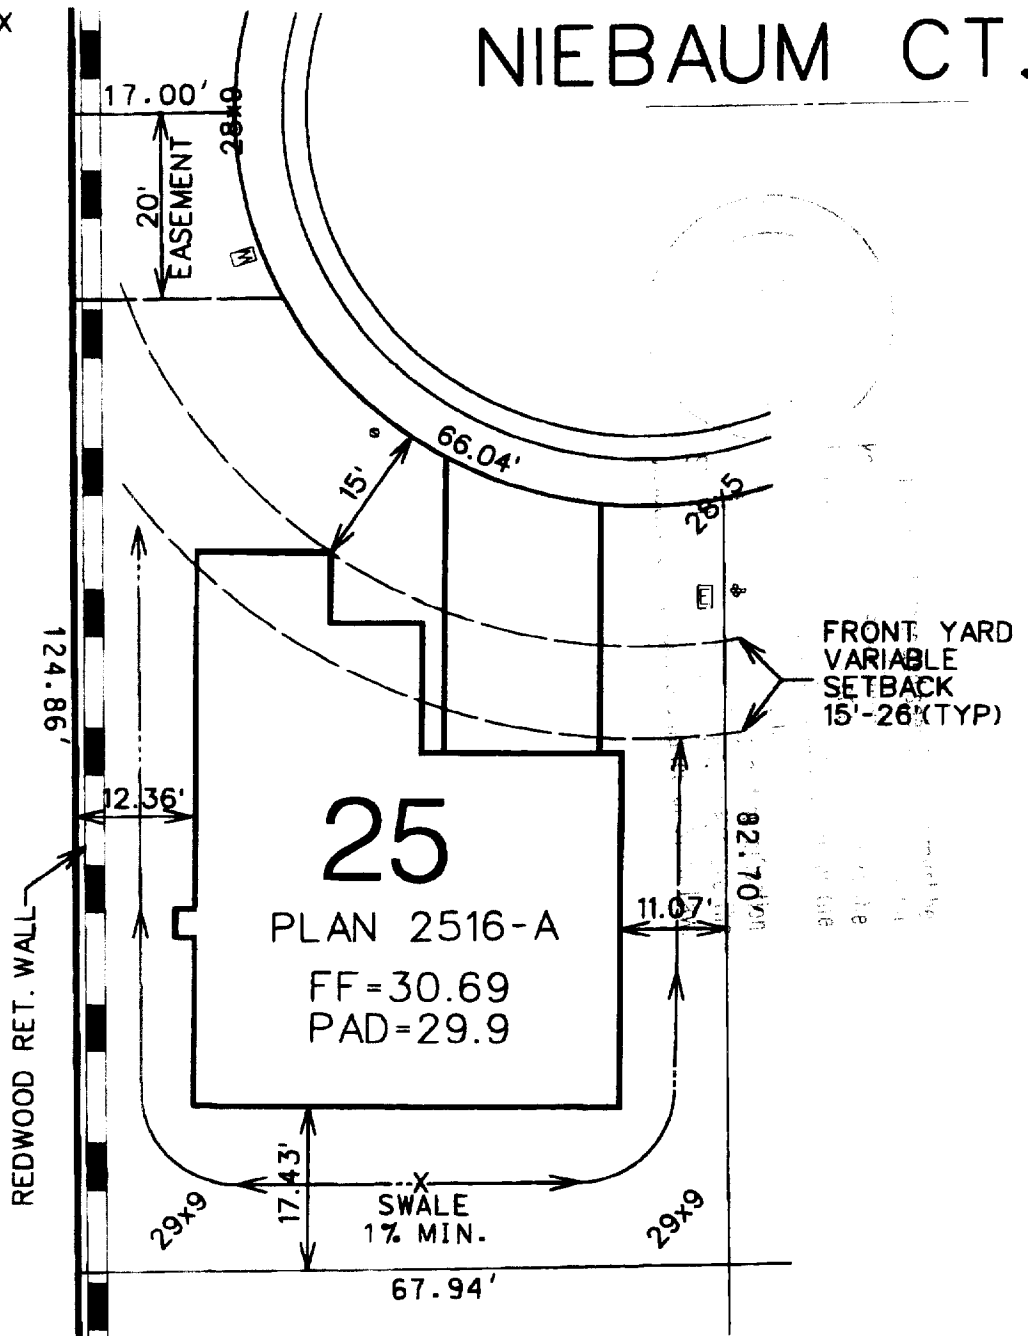 X
NIEBAUM CT.
17.00'
28x9
20'
EASEMENT
W
66.04'
15'
28x5
E
FRONT YARD
VARIABLE
SETBACK
15'-26'(TYP)
124.86'
12.36'
25
82.70'
11.07'
PLAN 2516-A
FF=30.69
PAD=29.9
REDWOOD RET. WALL
17.43'
X
SWALE
1% MIN.
29x9
29x9
67.94'